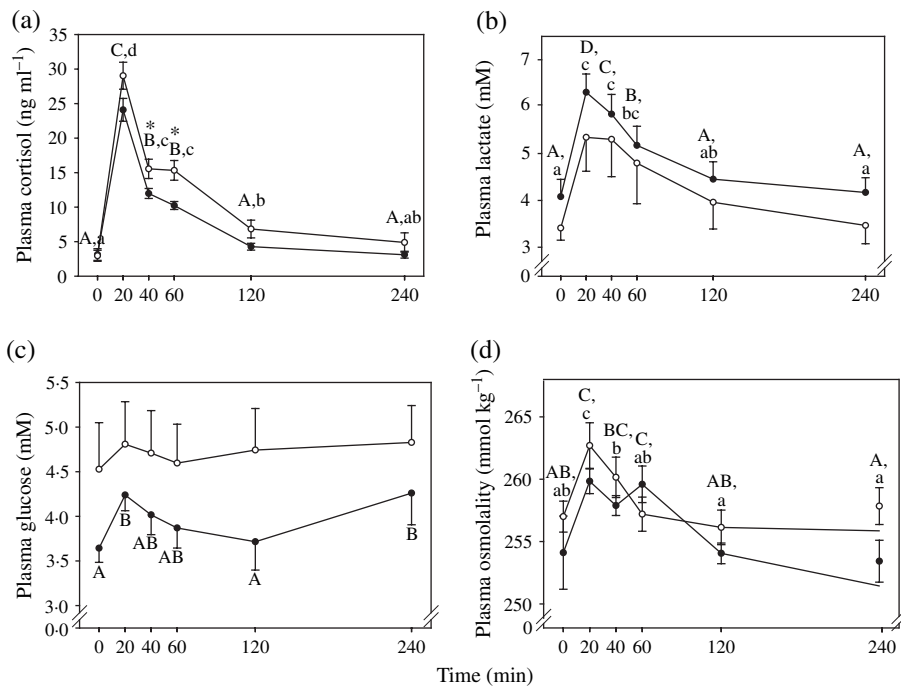 (a)
Plasma cortisol (ng ml⁻¹)
35
30
25
20
15
10
5
0
C,d
*
B,c
*
B,c
A,a
A,b
A,ab
0 20 40 60 120 240
(b)
Plasma lactate (mM)
7
6
5
4
3
0
D,
c
C,
c
B,
bc
A,
a
A,
ab
A,
a
0 20 40 60 120 240
(c)
Plasma glucose (mM)
5·5
5·0
4·5
4·0
3·5
3·0
0·0
A
B
AB
AB
A
B
0 20 40 60 120 240
(d)
Plasma osmolality (mmol kg⁻¹)
265
260
255
250
0
AB,
ab
C,
c
BC,
b
C,
ab
AB,
a
A,
a
0 20 40 60 120 240
Time (min)